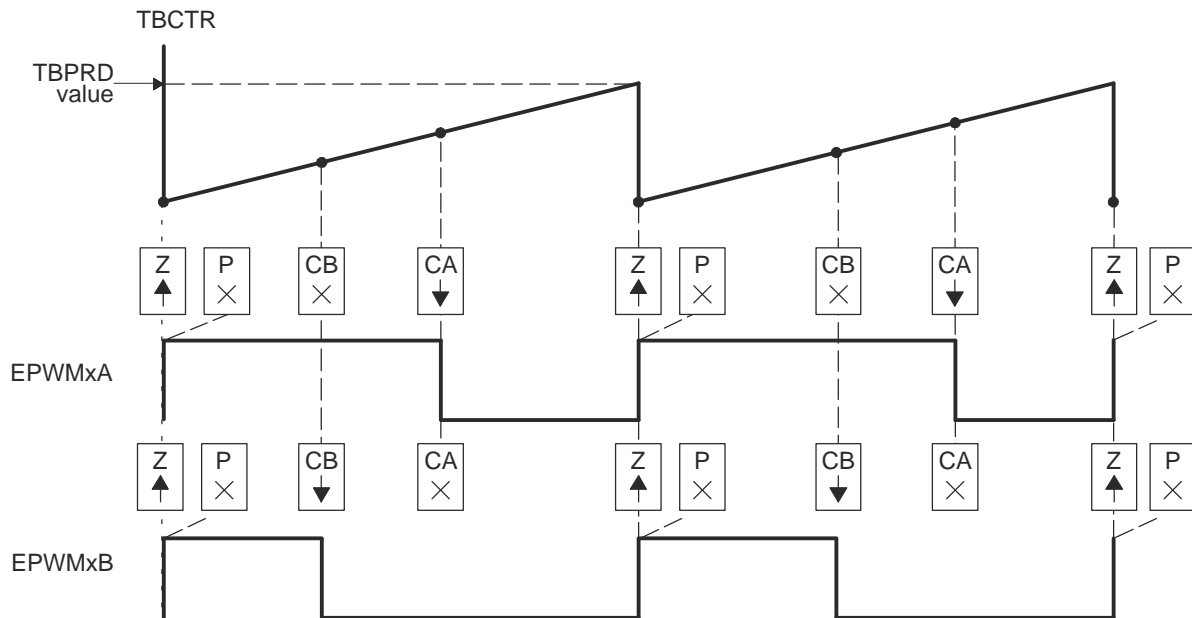 TBCTR
TBPRD
value
Z P CB CA Z P CB CA Z P
EPWMxA
Z P CB CA Z P CB CA Z P
EPWMxB